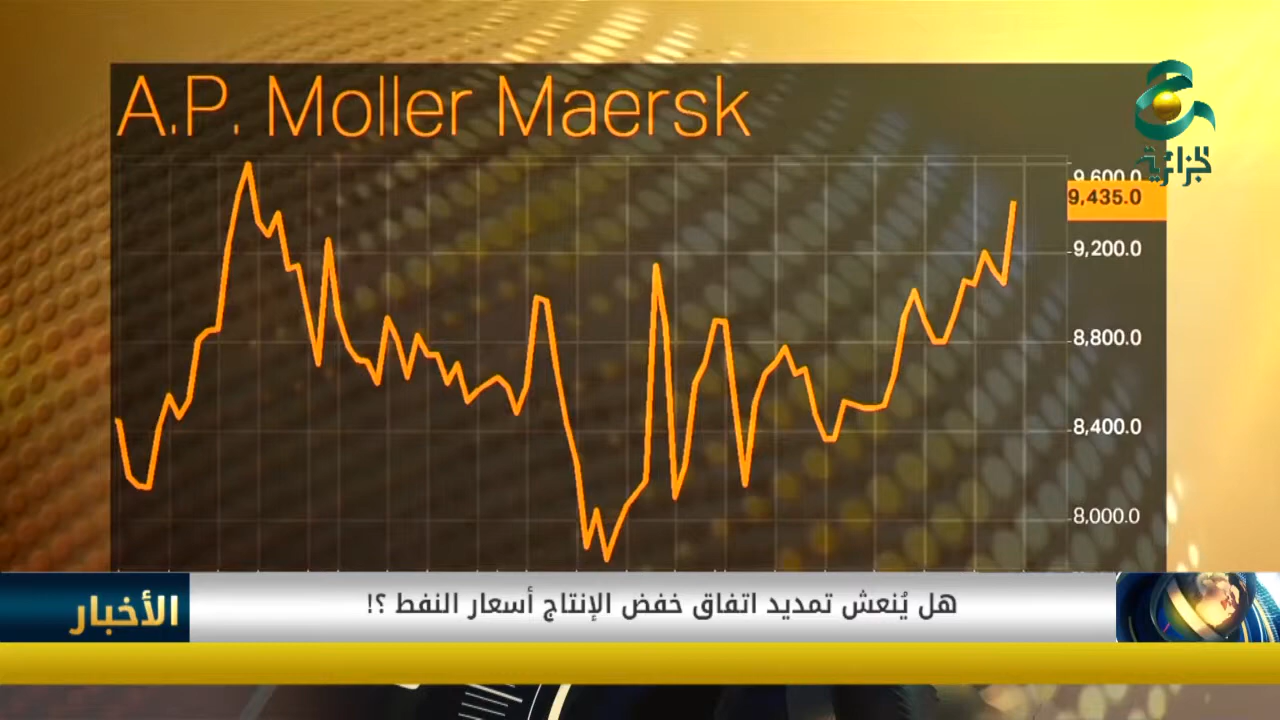 A.P. Moller Maersk
الجزائرية
9,600.0
9,435.0
9,200.0
8,800.0
8,400.0
8,000.0
هل يُنعش تمديد اتفاق خفض الإنتاج أسعار النفط ؟!
الأخبار